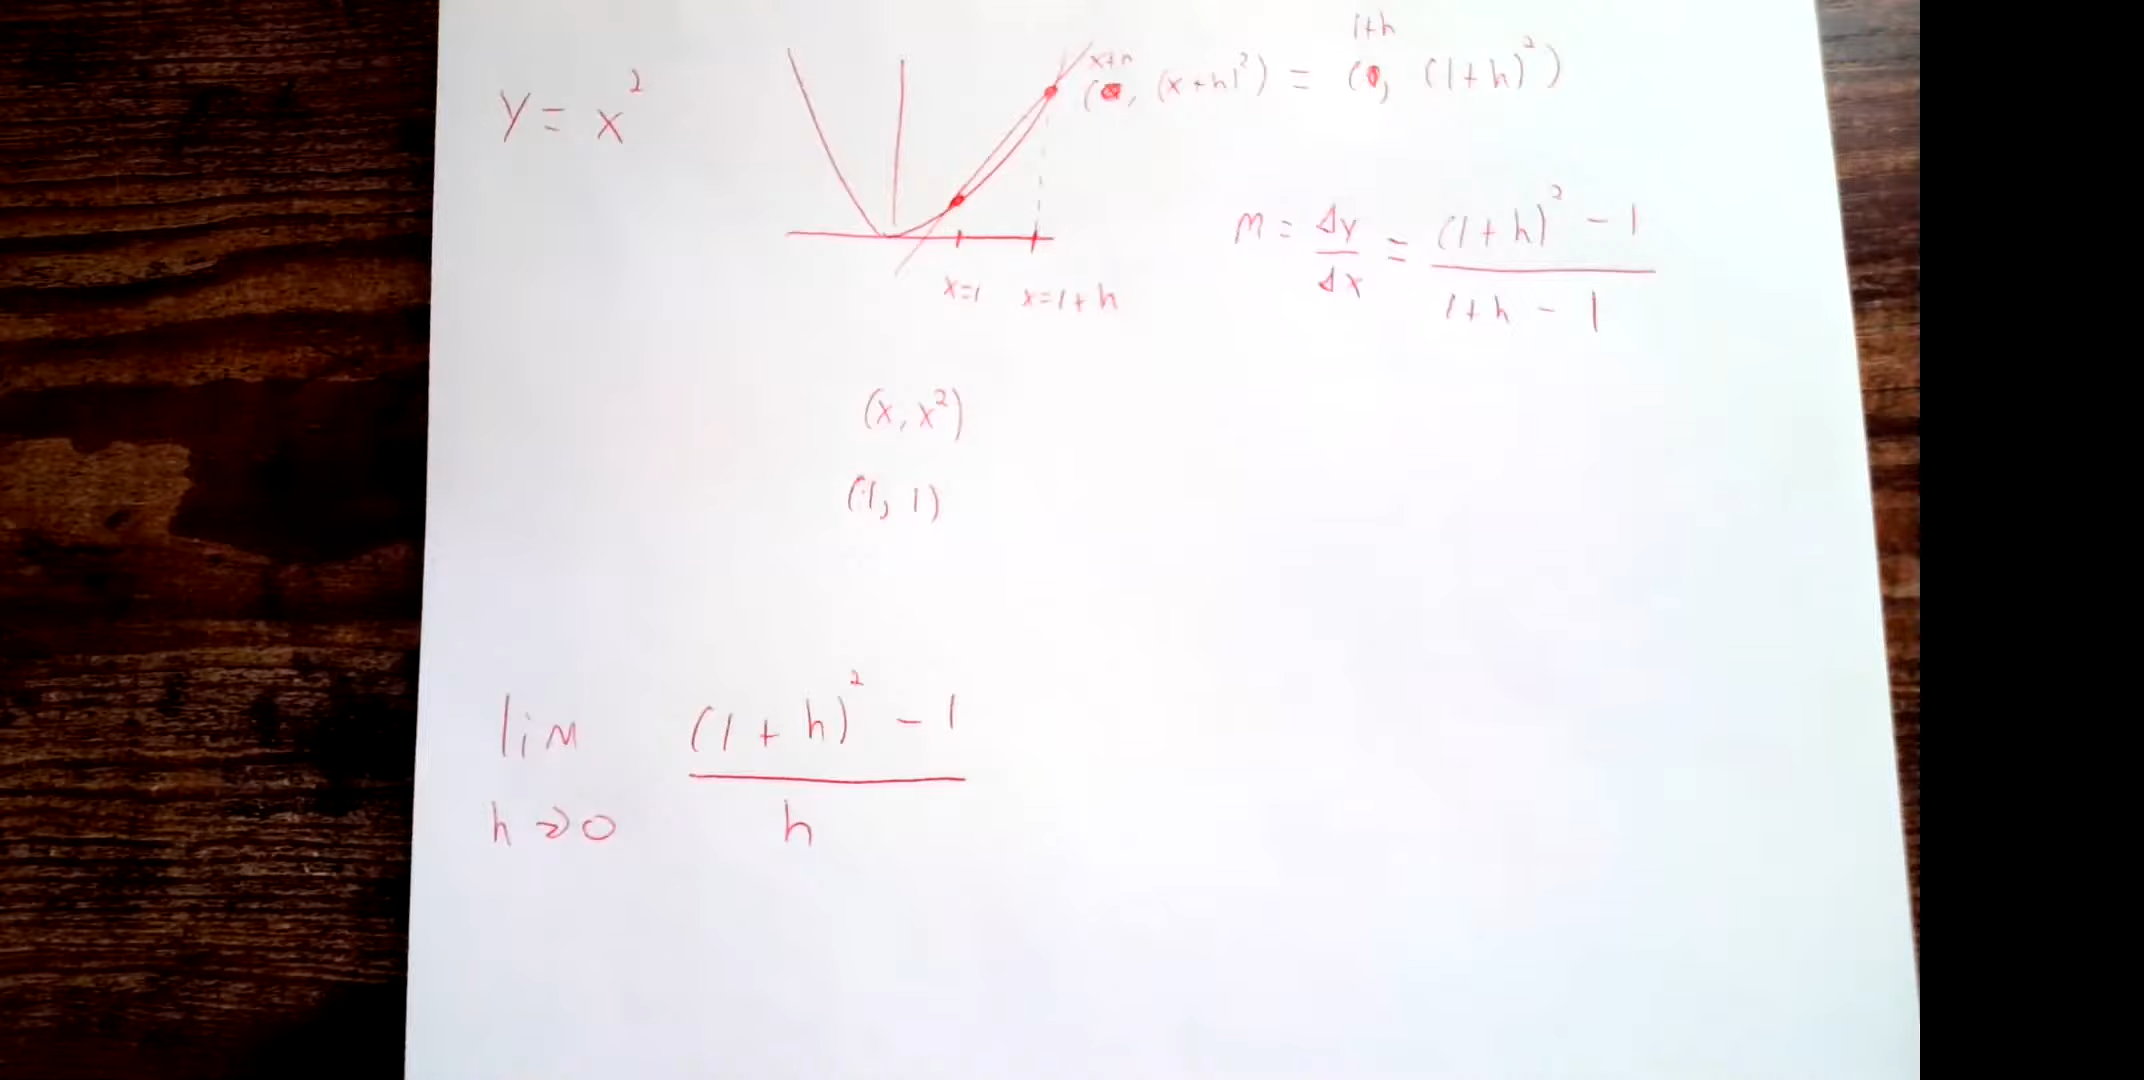 y = x²
x+h
1+h
( , (x+h)²) = ( , (1+h)²)
m = Δy/Δx = ((1+h)² - 1)/(1+h - 1)
x=1 x=1+h
(x, x²)
(1, 1)
lim h→0 ((1 + h)² - 1)/h